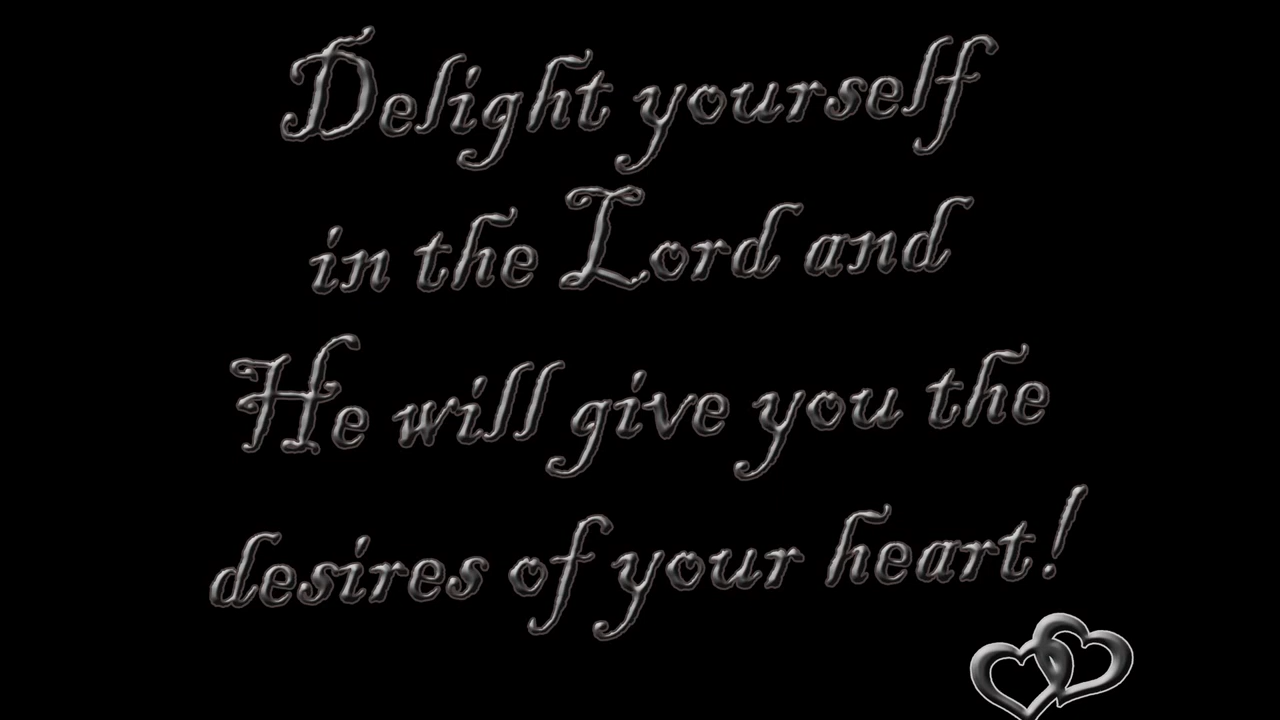 Delight yourself
in the Lord and
He will give you the
desires of your heart!